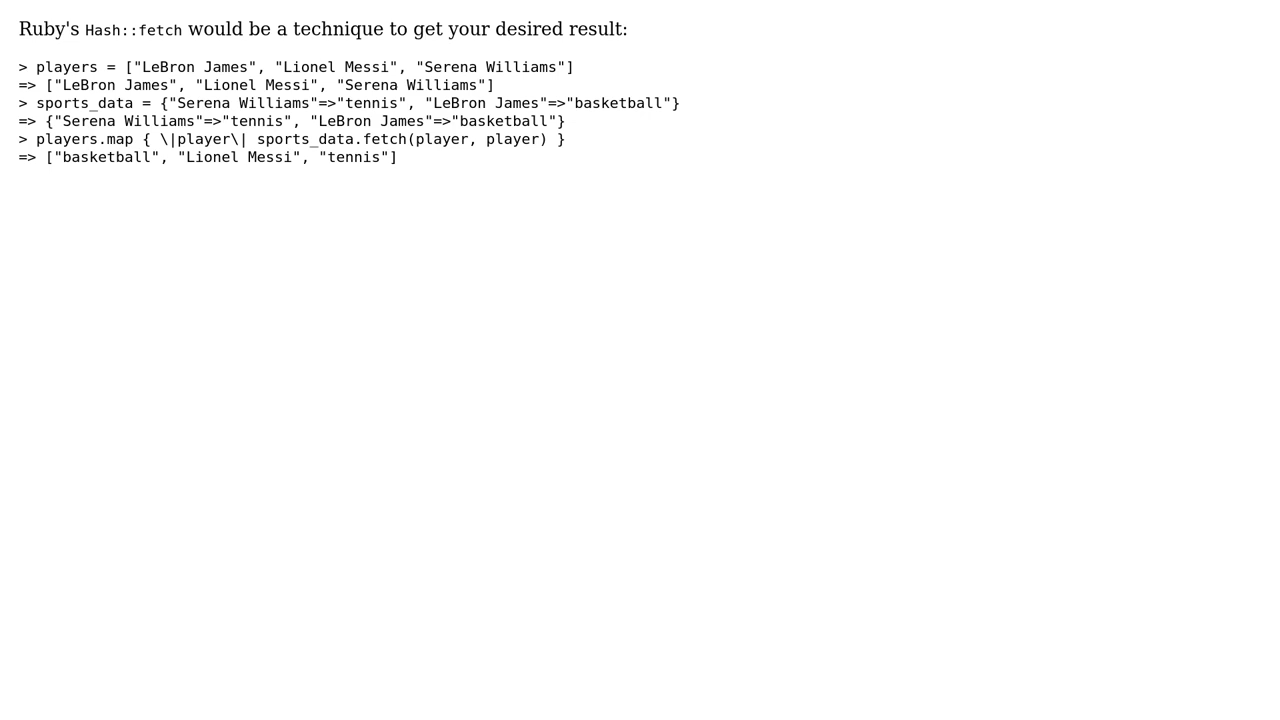 Ruby's Hash::fetch would be a technique to get your desired result:
> players = ["LeBron James", "Lionel Messi", "Serena Williams"]
=> ["LeBron James", "Lionel Messi", "Serena Williams"]
> sports_data = {"Serena Williams"=>"tennis", "LeBron James"=>"basketball"}
=> {"Serena Williams"=>"tennis", "LeBron James"=>"basketball"}
> players.map { \|player\| sports_data.fetch(player, player) }
=> ["basketball", "Lionel Messi", "tennis"]